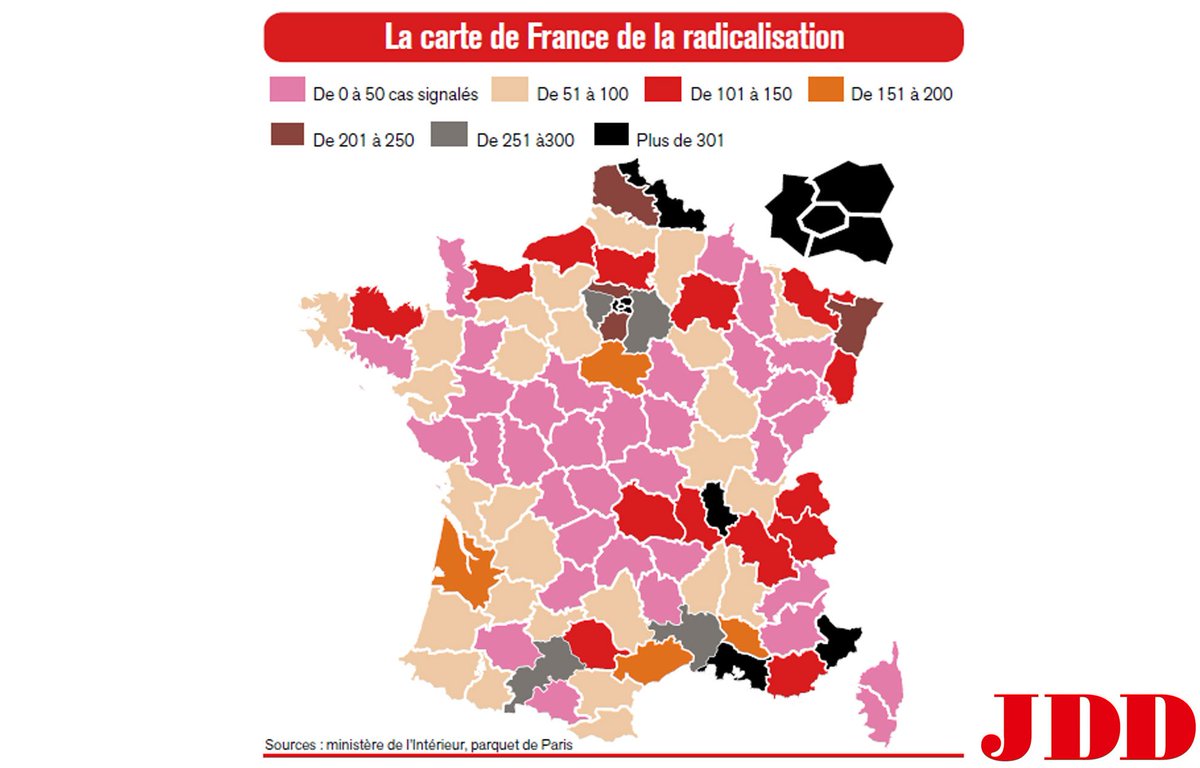 La carte de France de la radicalisation
De 0 à 50 cas signalés De 51 à 100 De 101 à 150 De 151 à 200
De 201 à 250 De 251 à300 Plus de 301
Sources : ministère de l'Intérieur, parquet de Paris
JDD